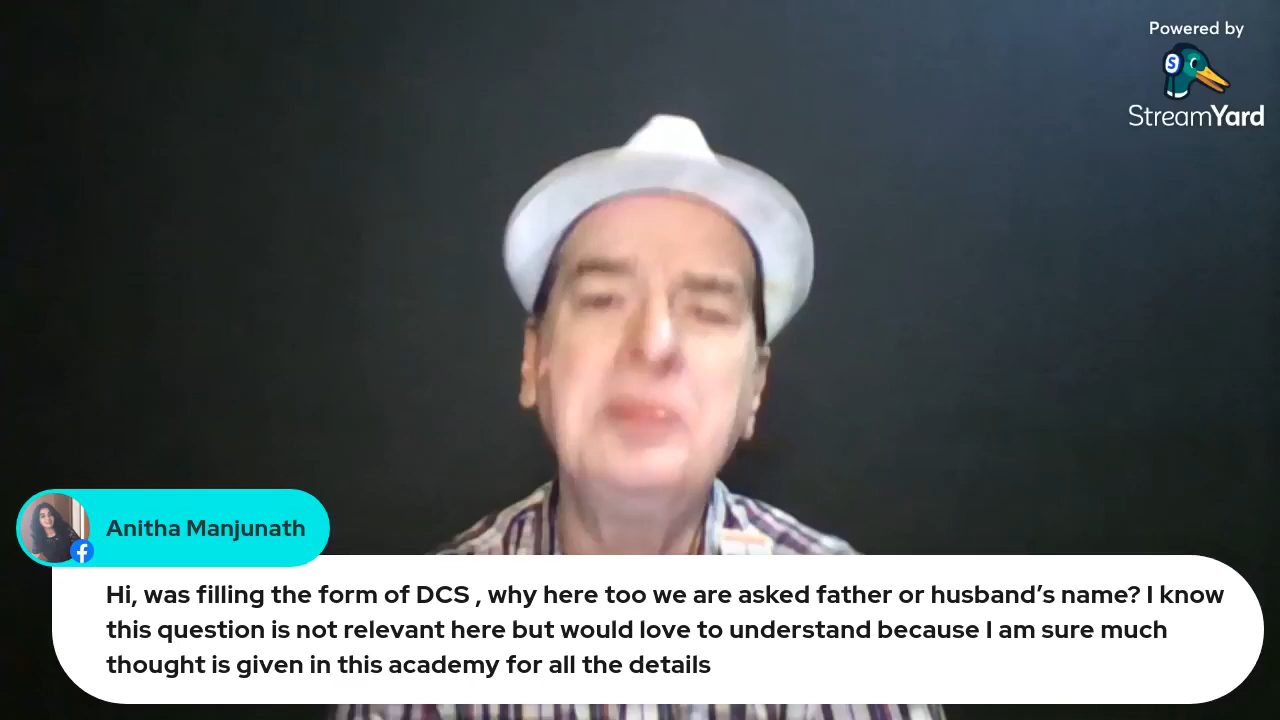 Powered by
StreamYard
Anitha Manjunath
Hi, was filling the form of DCS , why here too we are asked father or husband’s name? I know
this question is not relevant here but would love to understand because I am sure much
thought is given in this academy for all the details